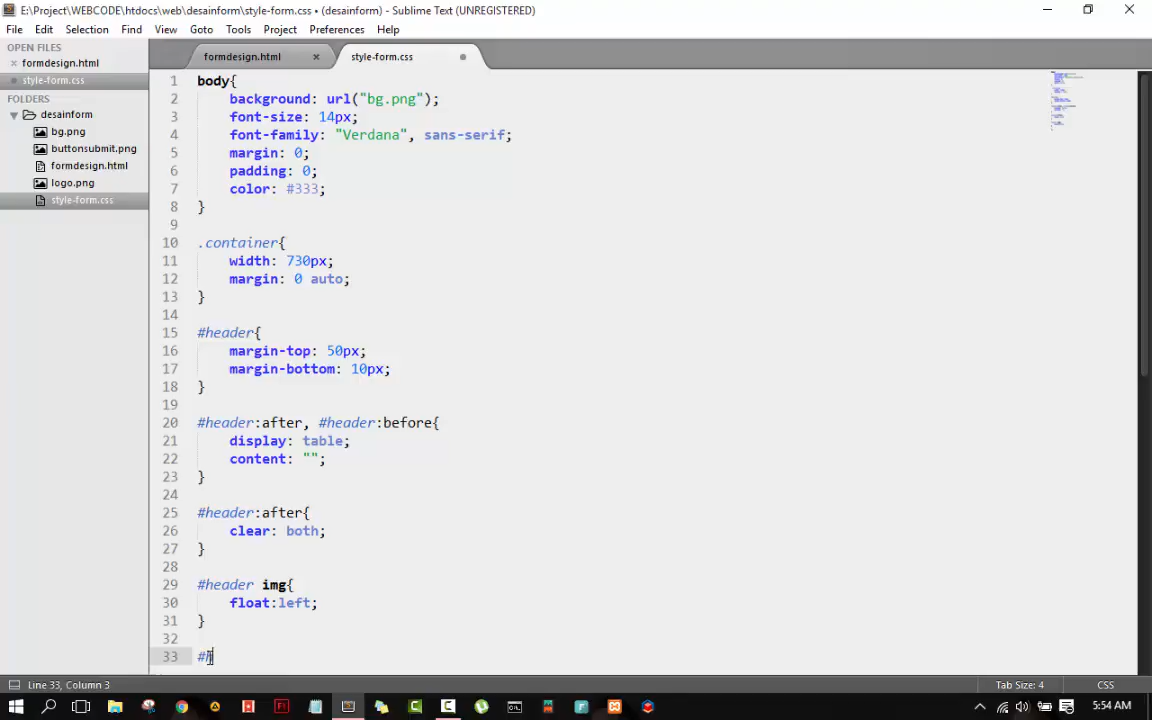 E:\Project\WEBCODE\htdocs\web\desainform\style-form.css • (desainform) - Sublime Text (UNREGISTERED)
File Edit Selection Find View Goto Tools Project Preferences Help
OPEN FILES
formdesign.html
style-form.css
FOLDERS
desainform
bg.png
buttonsubmit.png
formdesign.html
logo.png
style-form.css
formdesign.html style-form.css
1 body{
2 background: url("bg.png");
3 font-size: 14px;
4 font-family: "Verdana", sans-serif;
5 margin: 0;
6 padding: 0;
7 color: #333;
8 }
9
10 .container{
11 width: 730px;
12 margin: 0 auto;
13 }
14
15 #header{
16 margin-top: 50px;
17 margin-bottom: 10px;
18 }
19
20 #header:after, #header:before{
21 display: table;
22 content: "";
23 }
24
25 #header:after{
26 clear: both;
27 }
28
29 #header img{
30 float:left;
31 }
32
33 #h
Line 33, Column 3 Tab Size: 4 CSS
5:54 AM